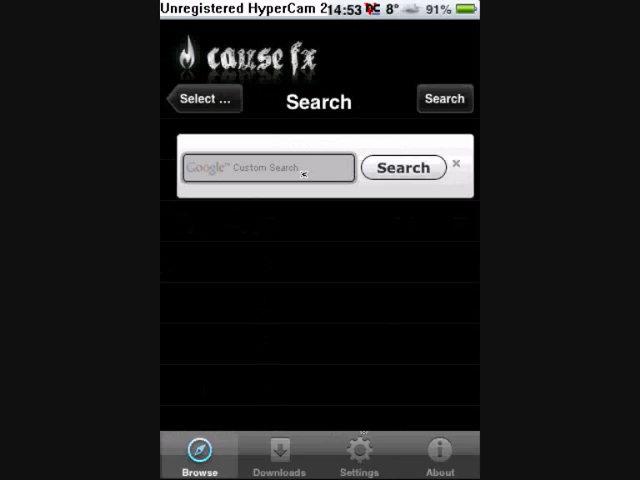 Unregistered HyperCam 2
14:53 8° 91%
cause fx
Select ... Search Search
Google™ Custom Search Search ×
Browse Downloads Settings About